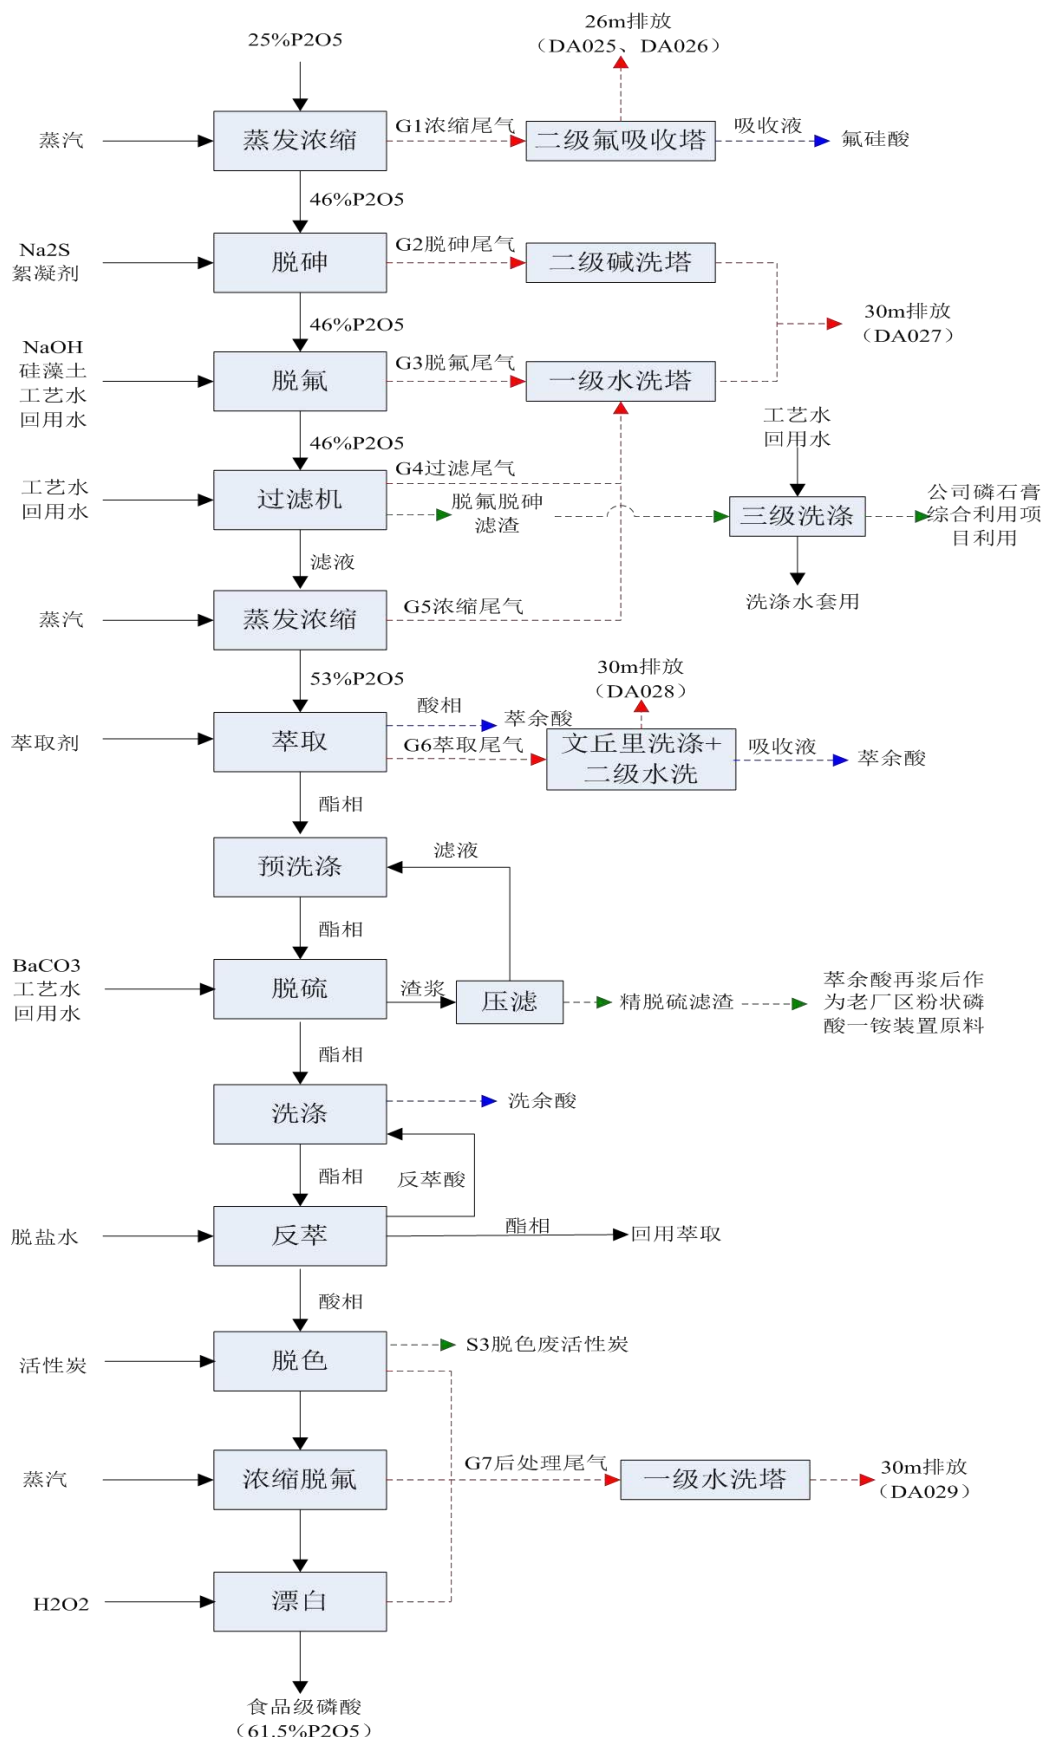 26m排放
（DA025、DA026）
25%P2O5
蒸汽
蒸发浓缩
G1浓缩尾气
二级氟吸收塔
吸收液
氟硅酸
46%P2O5
Na2S
絮凝剂
脱砷
G2脱砷尾气
二级碱洗塔
30m排放
（DA027）
46%P2O5
NaOH
硅藻土
工艺水
回用水
脱氟
G3脱氟尾气
一级水洗塔
工艺水
回用水
46%P2O5
工艺水
回用水
过滤机
G4过滤尾气
脱氟脱砷
滤渣
三级洗涤
公司磷石膏
综合利用项
目利用
滤液
洗涤水套用
蒸汽
蒸发浓缩
G5浓缩尾气
53%P2O5
30m排放
（DA028）
萃取剂
萃取
酸相
萃余酸
G6萃取尾气
文丘里洗涤+
二级水洗
吸收液
萃余酸
酯相
预洗涤
滤液
酯相
BaCO3
工艺水
回用水
脱硫
渣浆
压滤
精脱硫滤渣
萃余酸再浆后作
为老厂区粉状磷
酸一铵装置原料
酯相
洗涤
洗余酸
酯相
反萃酸
脱盐水
反萃
酯相
回用萃取
酸相
活性炭
脱色
S3脱色废活性炭
蒸汽
浓缩脱氟
G7后处理尾气
一级水洗塔
30m排放
（DA029）
H2O2
漂白
食品级磷酸
（61.5%P2O5）